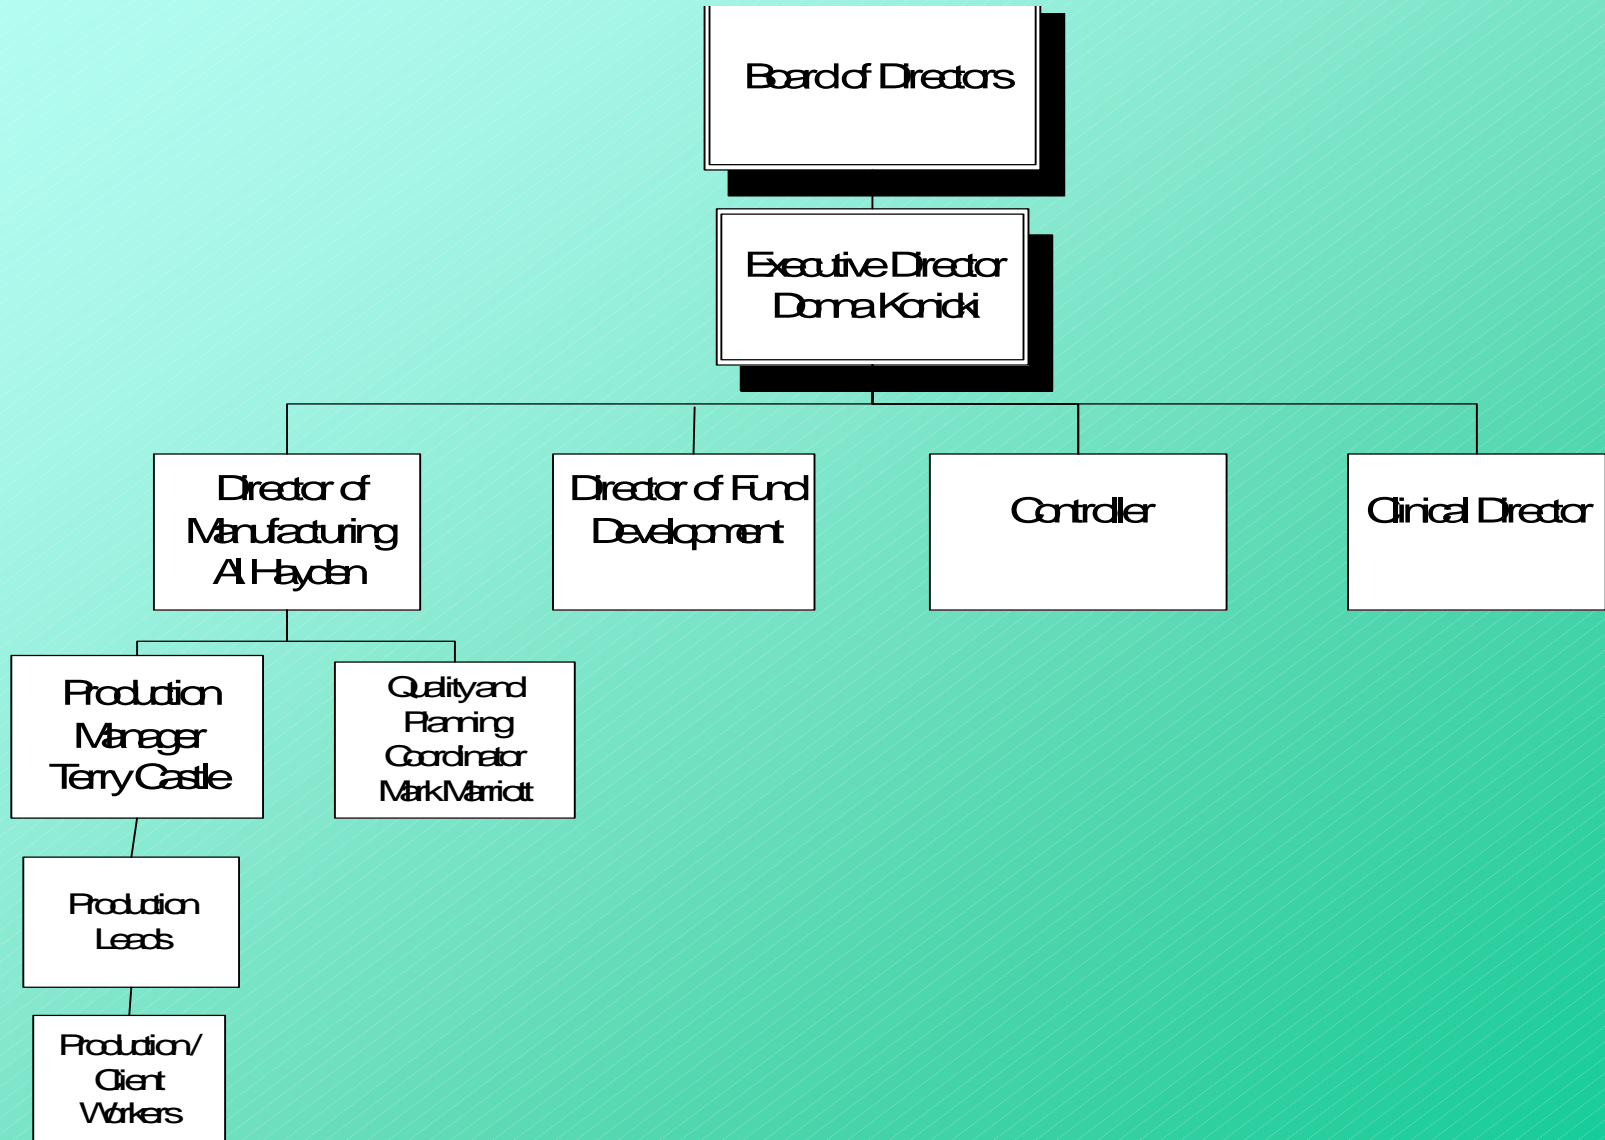 Board of Directors
Executive Director
Donna Konicki
Director of
Manufacturing
Al Hayden
Director of Fund
Development
Controller
Clinical Director
Production
Manager
Terry Castle
Quality and
Planning
Coordinator
Mark Marriott
Production
Leads
Production /
Client
Workers